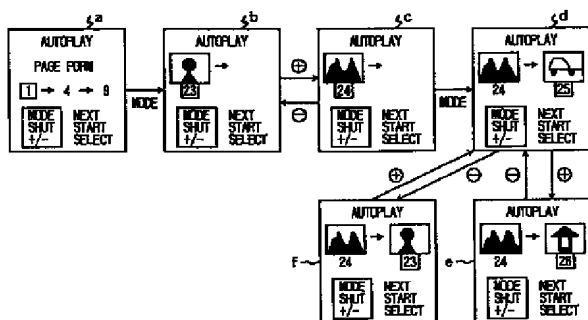 a
AUTOPLAY
PAGE FORM
1 → 4 → 9
MODE NEXT
SHUT START
+/− SELECT
MODE
b
AUTOPLAY
→
23
MODE NEXT
SHUT START
+/− SELECT
⊕
⊖
c
AUTOPLAY
→
24
MODE NEXT
SHUT START
+/− SELECT
MODE
d
AUTOPLAY
→
24 25
MODE NEXT
SHUT START
+/− SELECT
⊕ ⊖ ⊖ ⊕
f
AUTOPLAY
→
24 23
MODE NEXT
SHUT START
+/− SELECT
e
AUTOPLAY
→
24 26
MODE NEXT
SHUT START
+/− SELECT